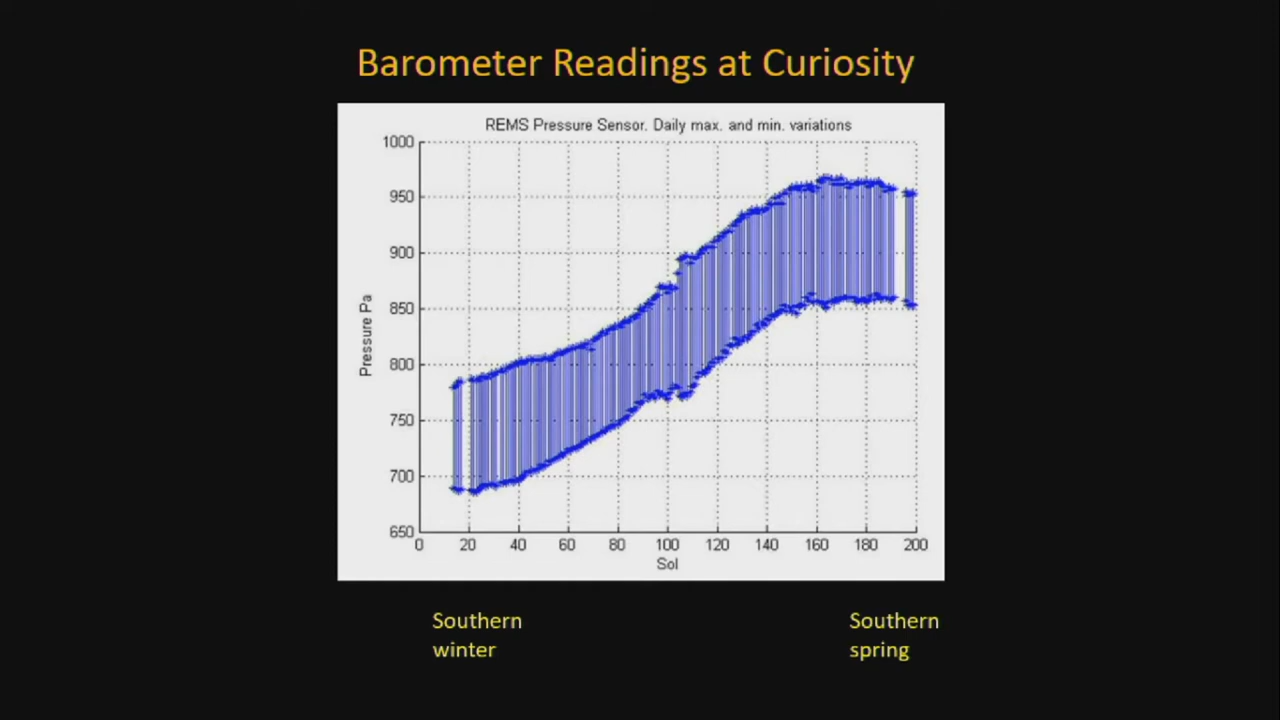 Barometer Readings at Curiosity
REMS Pressure Sensor. Daily max. and min. variations
1000
950
900
850
800
750
700
650
Pressure Pa
0 20 40 60 80 100 120 140 160 180 200
Sol
Southern
winter
Southern
spring